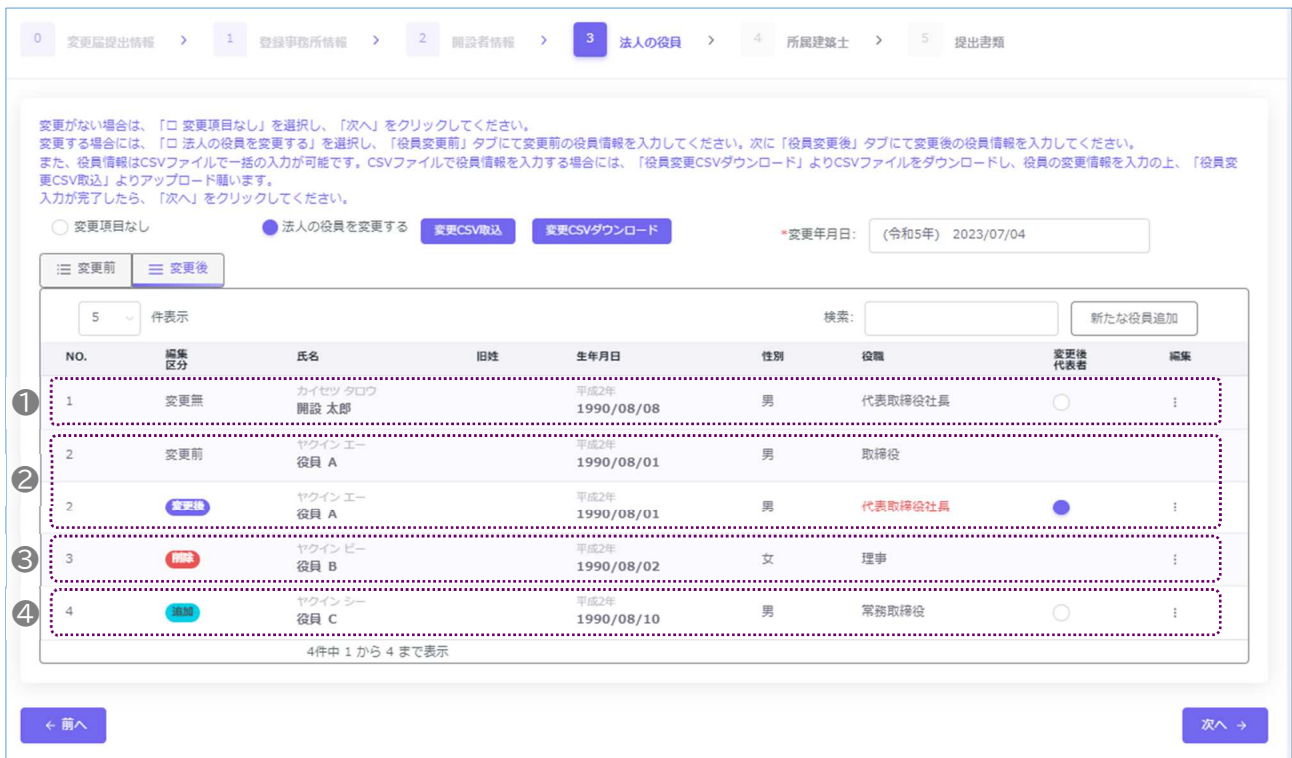 0 変更届提出情報 > 1 登録事務所情報 > 2 開設者情報 > 3 法人の役員 > 4 所属建築士 > 5 提出書類
変更がない場合は、「□ 変更項目なし」を選択し、「次へ」をクリックしてください。
変更する場合には、「□ 法人の役員を変更する」を選択し、「役員変更前」タブにて変更前の役員情報を入力してください。次に「役員変更後」タブにて変更後の役員情報を入力してください。
また、役員情報はCSVファイルで一括の入力が可能です。CSVファイルで役員情報を入力する場合には、「役員変更CSVダウンロード」よりCSVファイルをダウンロードし、役員の変更情報を入力の上、「役員変
更CSV取込」よりアップロード願います。
入力が完了したら、「次へ」をクリックしてください。
変更項目なし 法人の役員を変更する 変更CSV取込 変更CSVダウンロード *変更年月日: (令和5年) 2023/07/04
変更前 変更後
5 件表示 検索: 新たな役員追加
NO. 編集区分 氏名 旧姓 生年月日 性別 役職 変更後代表者 編集
カイセツ タロウ 平成2年
❶ 1 変更無 開設 太郎 1990/08/08 男 代表取締役社長
ヤクイン エー 平成2年
2 変更前 役員 A 1990/08/01 男 取締役
❷
ヤクイン エー 平成2年
2 変更後 役員 A 1990/08/01 男 代表取締役社長
ヤクイン ビー 平成2年
❸ 3 削除 役員 B 1990/08/02 女 理事
ヤクイン シー 平成2年
❹ 4 追加 役員 C 1990/08/10 男 常務取締役
4件中 1 から 4 まで表示
← 前へ 次へ →